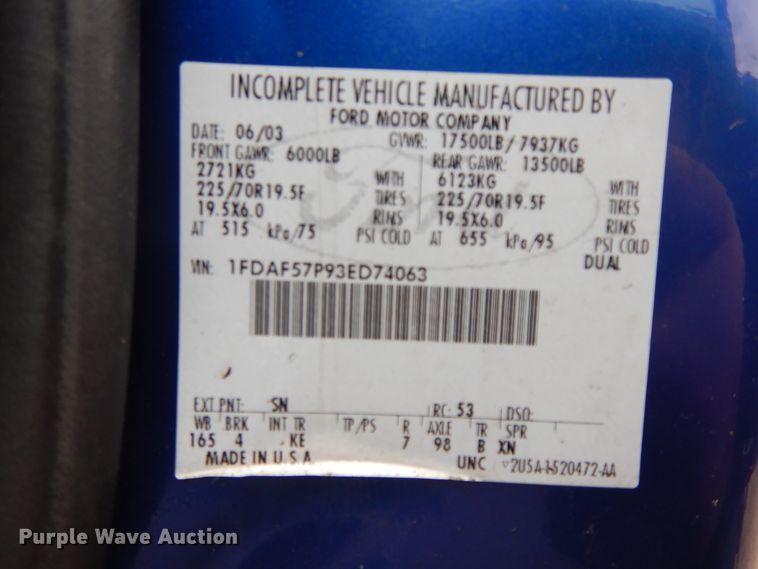 INCOMPLETE VEHICLE MANUFACTURED BY
FORD MOTOR COMPANY
DATE: 06/03 GVWR: 17500LB/ 7937KG
FRONT GAWR: 6000LB REAR GAWR: 13500LB
2721KG WITH 6123KG WITH
225/70R19.5F TIRES 225/70R19.5F TIRES
19.5X6.0 RIMS 19.5X6.0 RIMS
AT 515 kPa/75 PSI COLD AT 655 kPa/95 PSI COLD
DUAL
VIN: 1FDAF57P93ED74063
EXT PNT: SN RC: 53 DSO:
WB BRK INT TR TP/PS R AXLE TR SPR
165 4 KE 7 98 B XN
MADE IN U.S.A. UNC
Purple Wave Auction